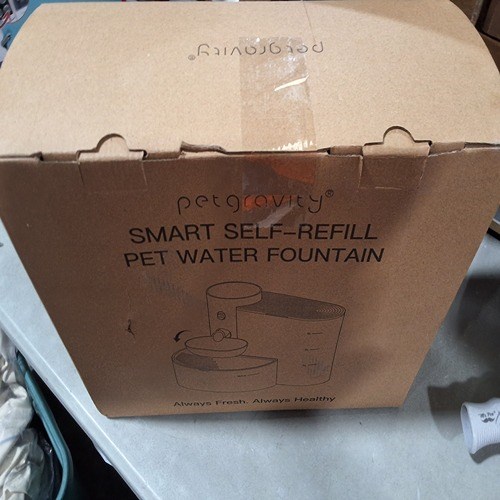 petgravity®
petgravity®
SMART SELF-REFILL
PET WATER FOUNTAIN
Always Fresh. Always Healthy